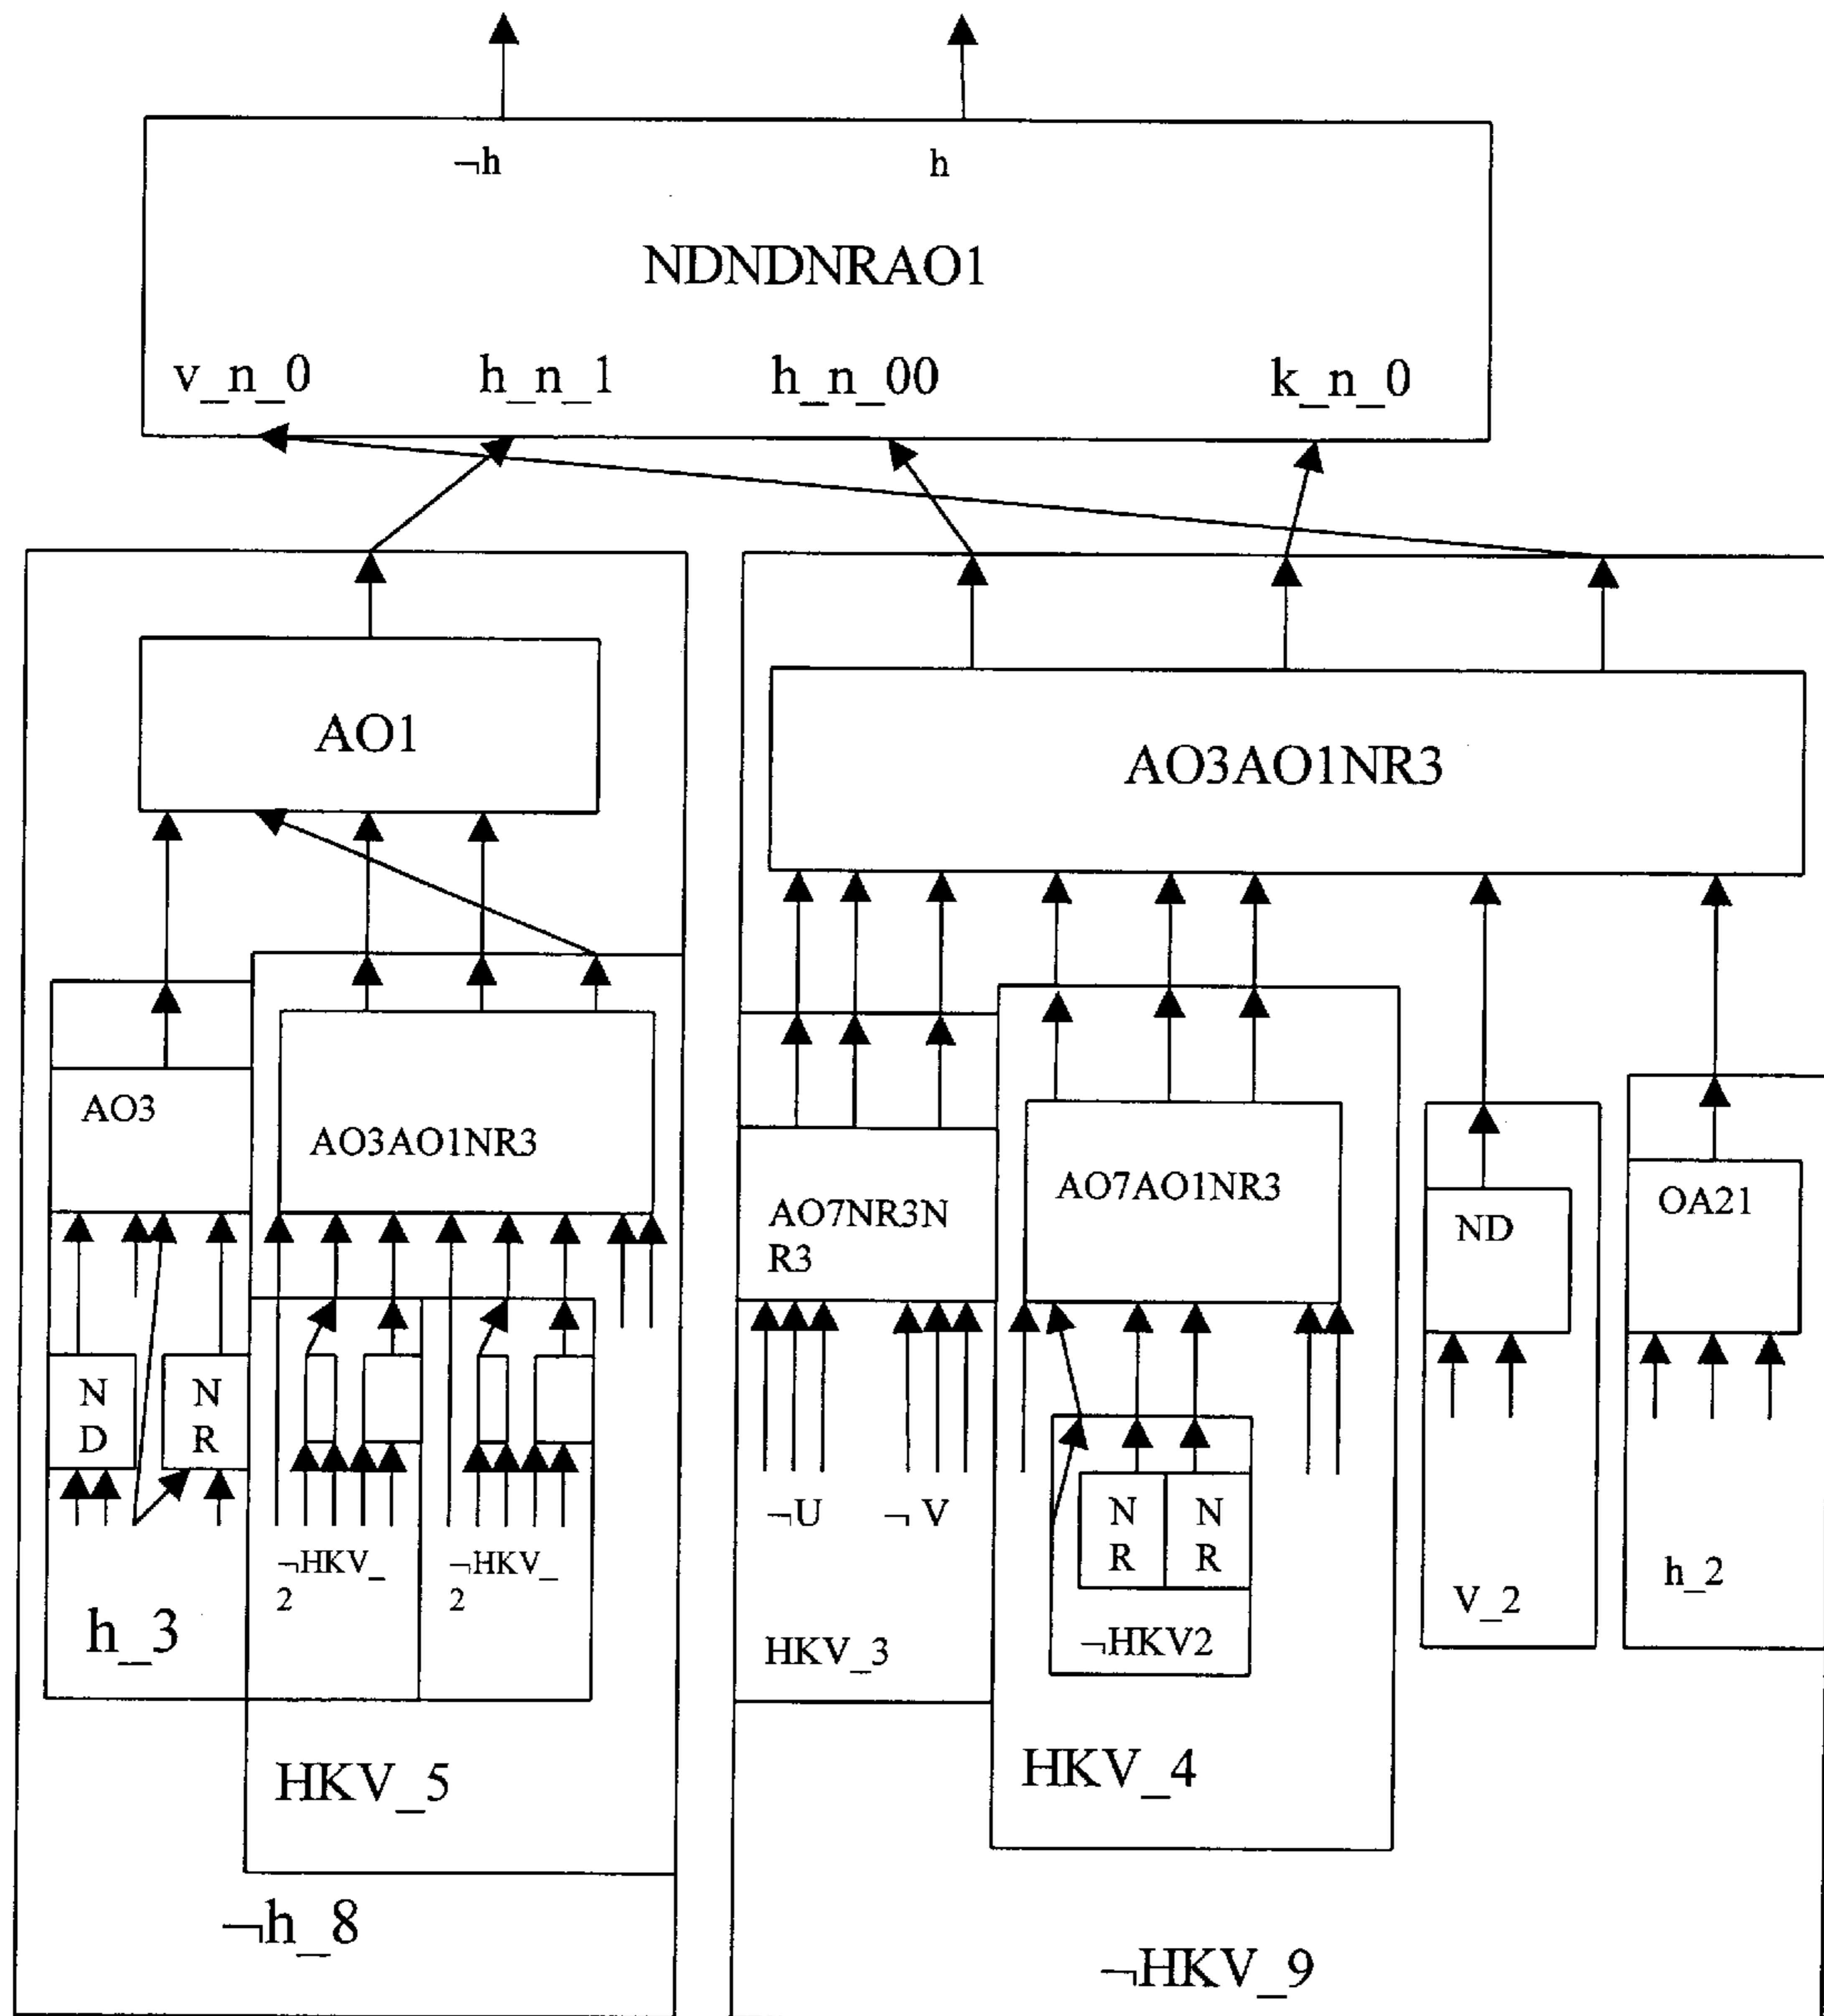 ¬h h
NDNDNRAO1
v_n_0 h_n_1 h_n_00 k_n_0
AO1
AO3AO1NR3
AO3
AO3AO1NR3
AO7NR3N
R3
AO7AO1NR3
ND
OA21
N
D
N
R
¬HKV_
2
¬HKV_
2
h_3
HKV_5
¬h_8
¬U ¬ V
HKV_3
N
R
N
R
¬HKV2
HKV_4
V_2
h_2
¬HKV_9